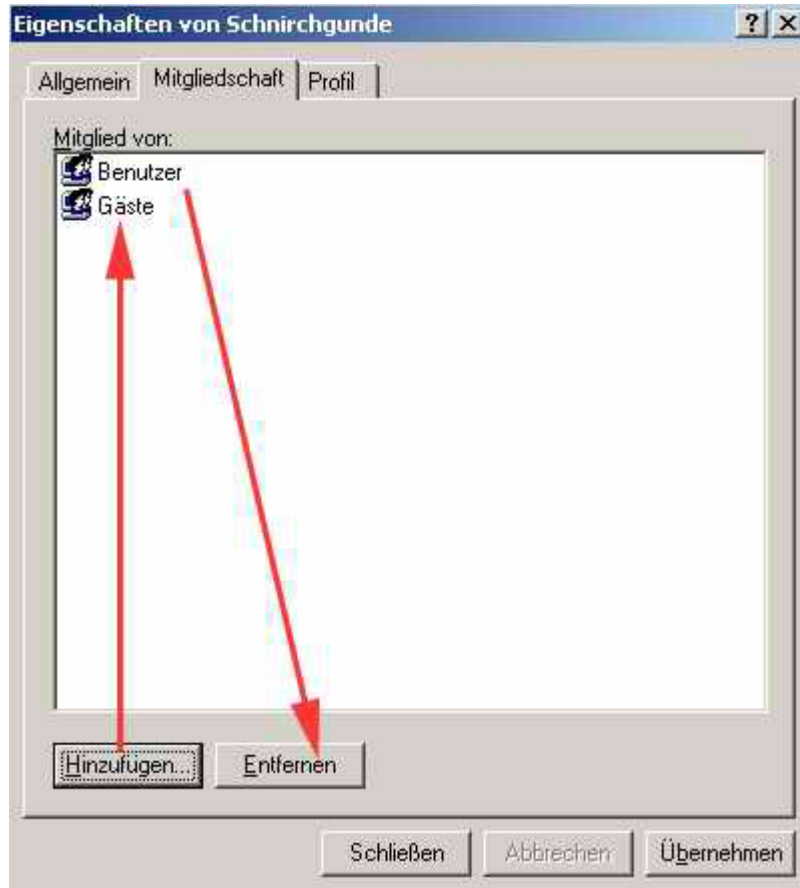 Eigenschaften von Schnirchgunde
Allgemein Mitgliedschaft Profil
Mitglied von:
Benutzer
Gäste
Hinzufügen... Entfernen
Schließen Abbrechen Übernehmen